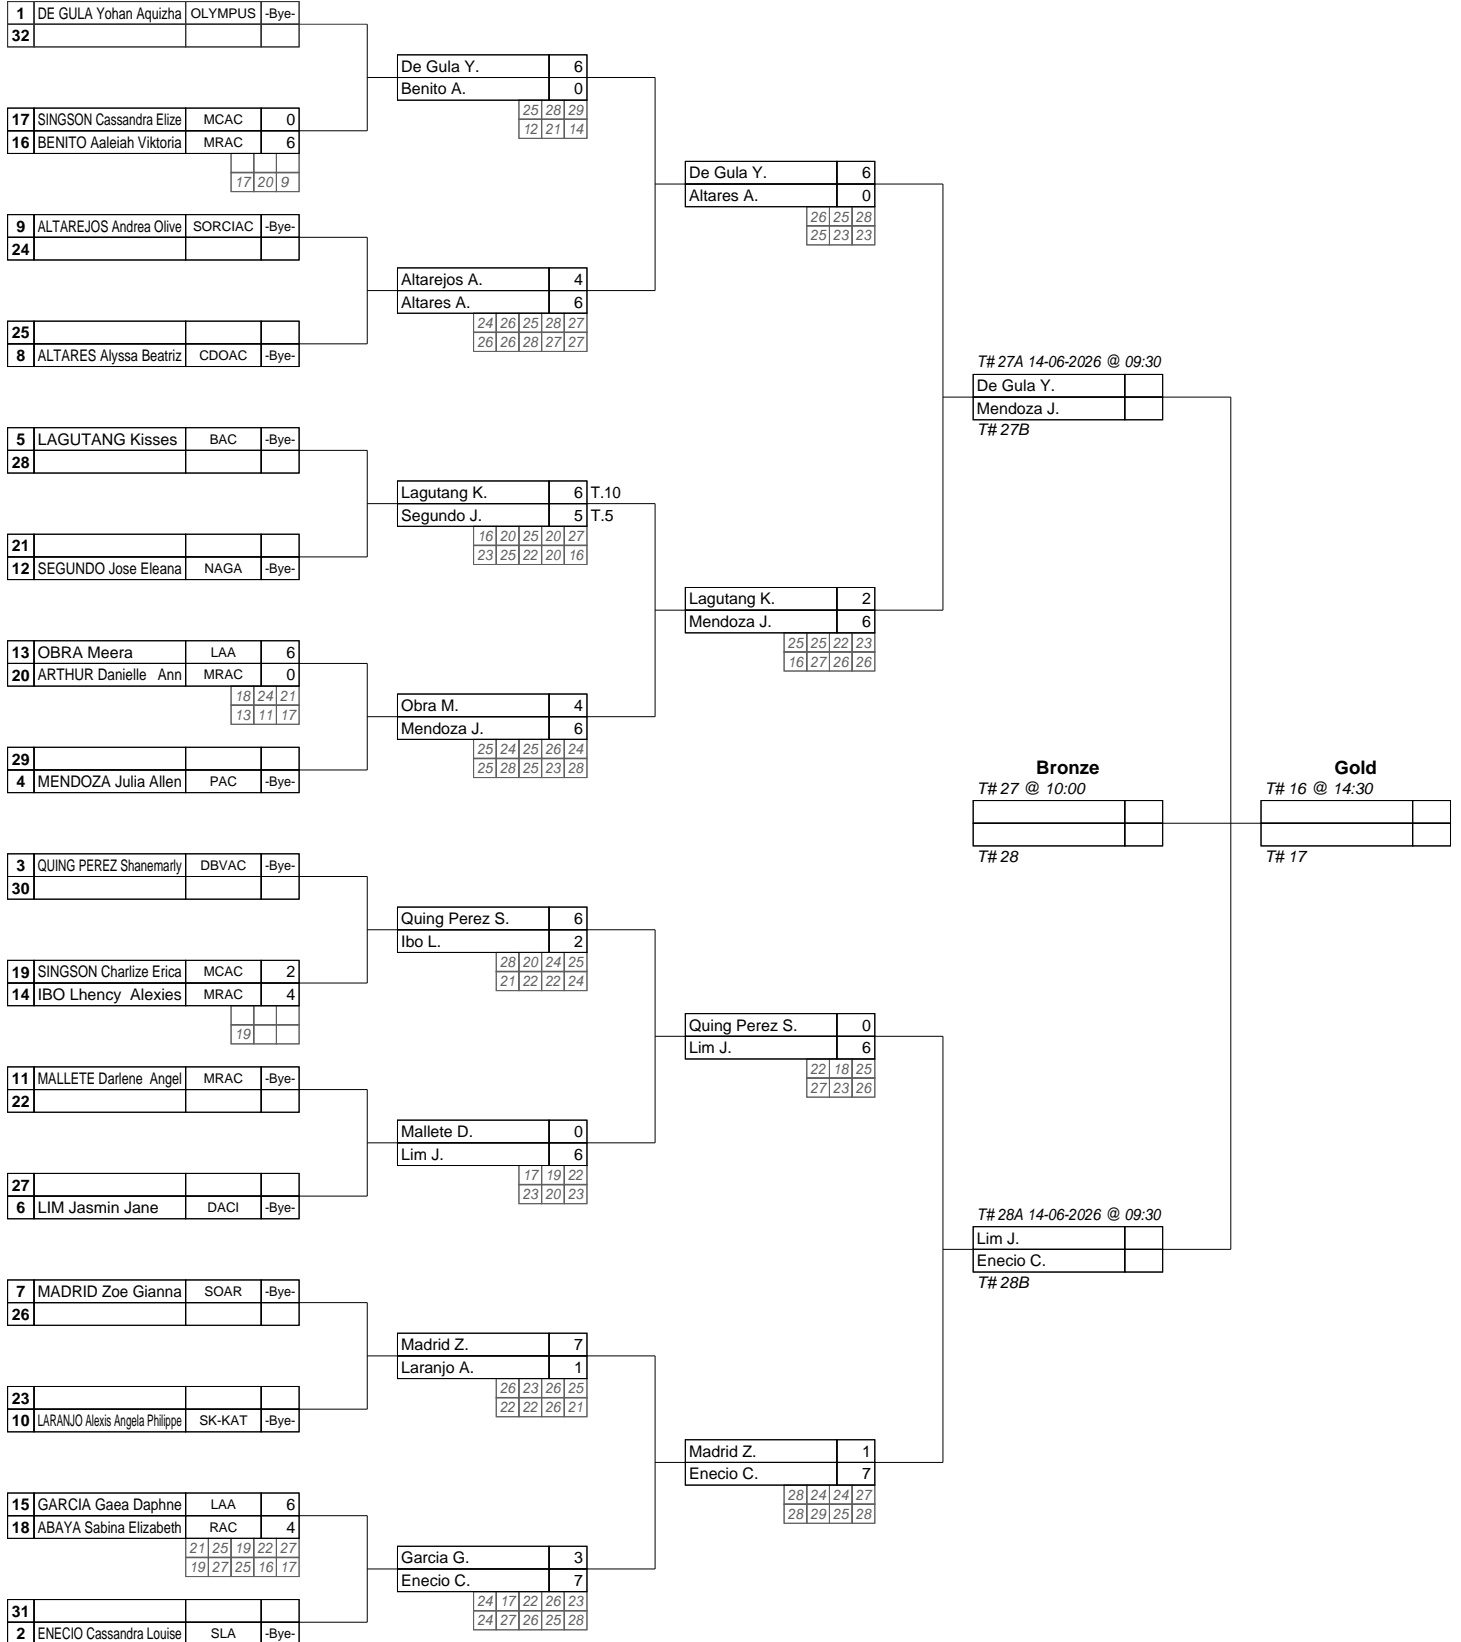 1 DE GULA Yohan Aquizha OLYMPUS -Bye-
32
De Gula Y. 6
Benito A. 0
25 28 29
12 21 14
17 SINGSON Cassandra Elize MCAC 0
16 BENITO Aaleiah Viktoria MRAC 6
17 20 9
De Gula Y. 6
Altares A. 0
26 25 28
25 23 23
9 ALTAREJOS Andrea Olive SORCIAC -Bye-
24
Altarejos A. 4
Altares A. 6
24 26 25 28 27
26 26 28 27 27
25
8 ALTARES Alyssa Beatriz CDOAC -Bye-
T# 27A 14-06-2026 @ 09:30
De Gula Y.
Mendoza J.
T# 27B
5 LAGUTANG Kisses BAC -Bye-
28
Lagutang K. 6 T.10
Segundo J. 5 T.5
16 20 25 20 27
23 25 22 20 16
21
12 SEGUNDO Jose Eleana NAGA -Bye-
Lagutang K. 2
Mendoza J. 6
25 25 22 23
16 27 26 26
13 OBRA Meera LAA 6
20 ARTHUR Danielle Ann MRAC 0
18 24 21
13 11 17
Obra M. 4
Mendoza J. 6
25 24 25 26 24
25 28 25 23 28
29
4 MENDOZA Julia Allen PAC -Bye-
Bronze Gold
T# 27 @ 10:00 T# 16 @ 14:30
T# 28 T# 17
3 QUING PEREZ Shanemarly DBVAC -Bye-
30
Quing Perez S. 6
Ibo L. 2
28 20 24 25
21 22 22 24
19 SINGSON Charlize Erica MCAC 2
14 IBO Lhency Alexies MRAC 4
19
Quing Perez S. 0
Lim J. 6
22 18 25
27 23 26
11 MALLETE Darlene Angel MRAC -Bye-
22
Mallete D. 0
Lim J. 6
17 19 22
23 20 23
27
6 LIM Jasmin Jane DACI -Bye-
T# 28A 14-06-2026 @ 09:30
Lim J.
Enecio C.
T# 28B
7 MADRID Zoe Gianna SOAR -Bye-
26
Madrid Z. 7
Laranjo A. 1
26 23 26 25
22 22 26 21
23
10 LARANJO Alexis Angela Philippe SK-KAT -Bye-
Madrid Z. 1
Enecio C. 7
28 24 24 27
28 29 25 28
15 GARCIA Gaea Daphne LAA 6
18 ABAYA Sabina Elizabeth RAC 4
21 25 19 22 27
19 27 25 16 17
Garcia G. 3
Enecio C. 7
24 17 22 26 23
24 27 26 25 28
31
2 ENECIO Cassandra Louise SLA -Bye-